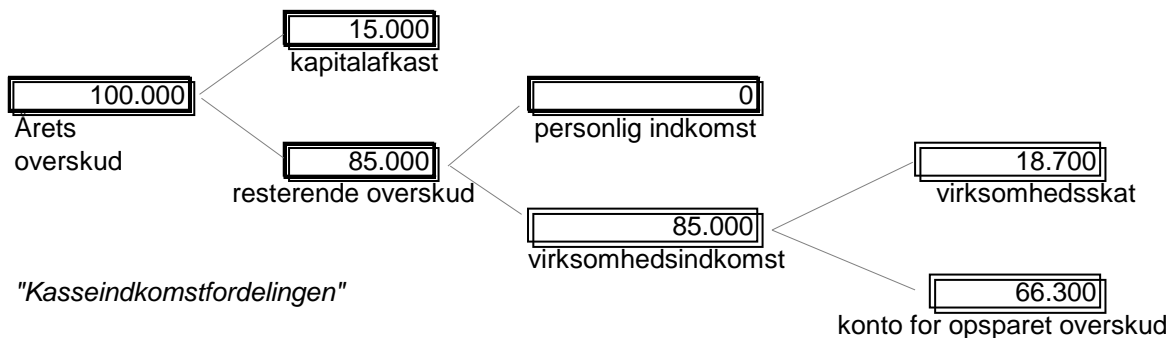 15.000
kapitalafkast
100.000
Årets
overskud
0
personlig indkomst
85.000
resterende overskud
18.700
virksomhedsskat
85.000
virksomhedsindkomst
"Kasseindkomstfordelingen"
66.300
konto for opsparet overskud